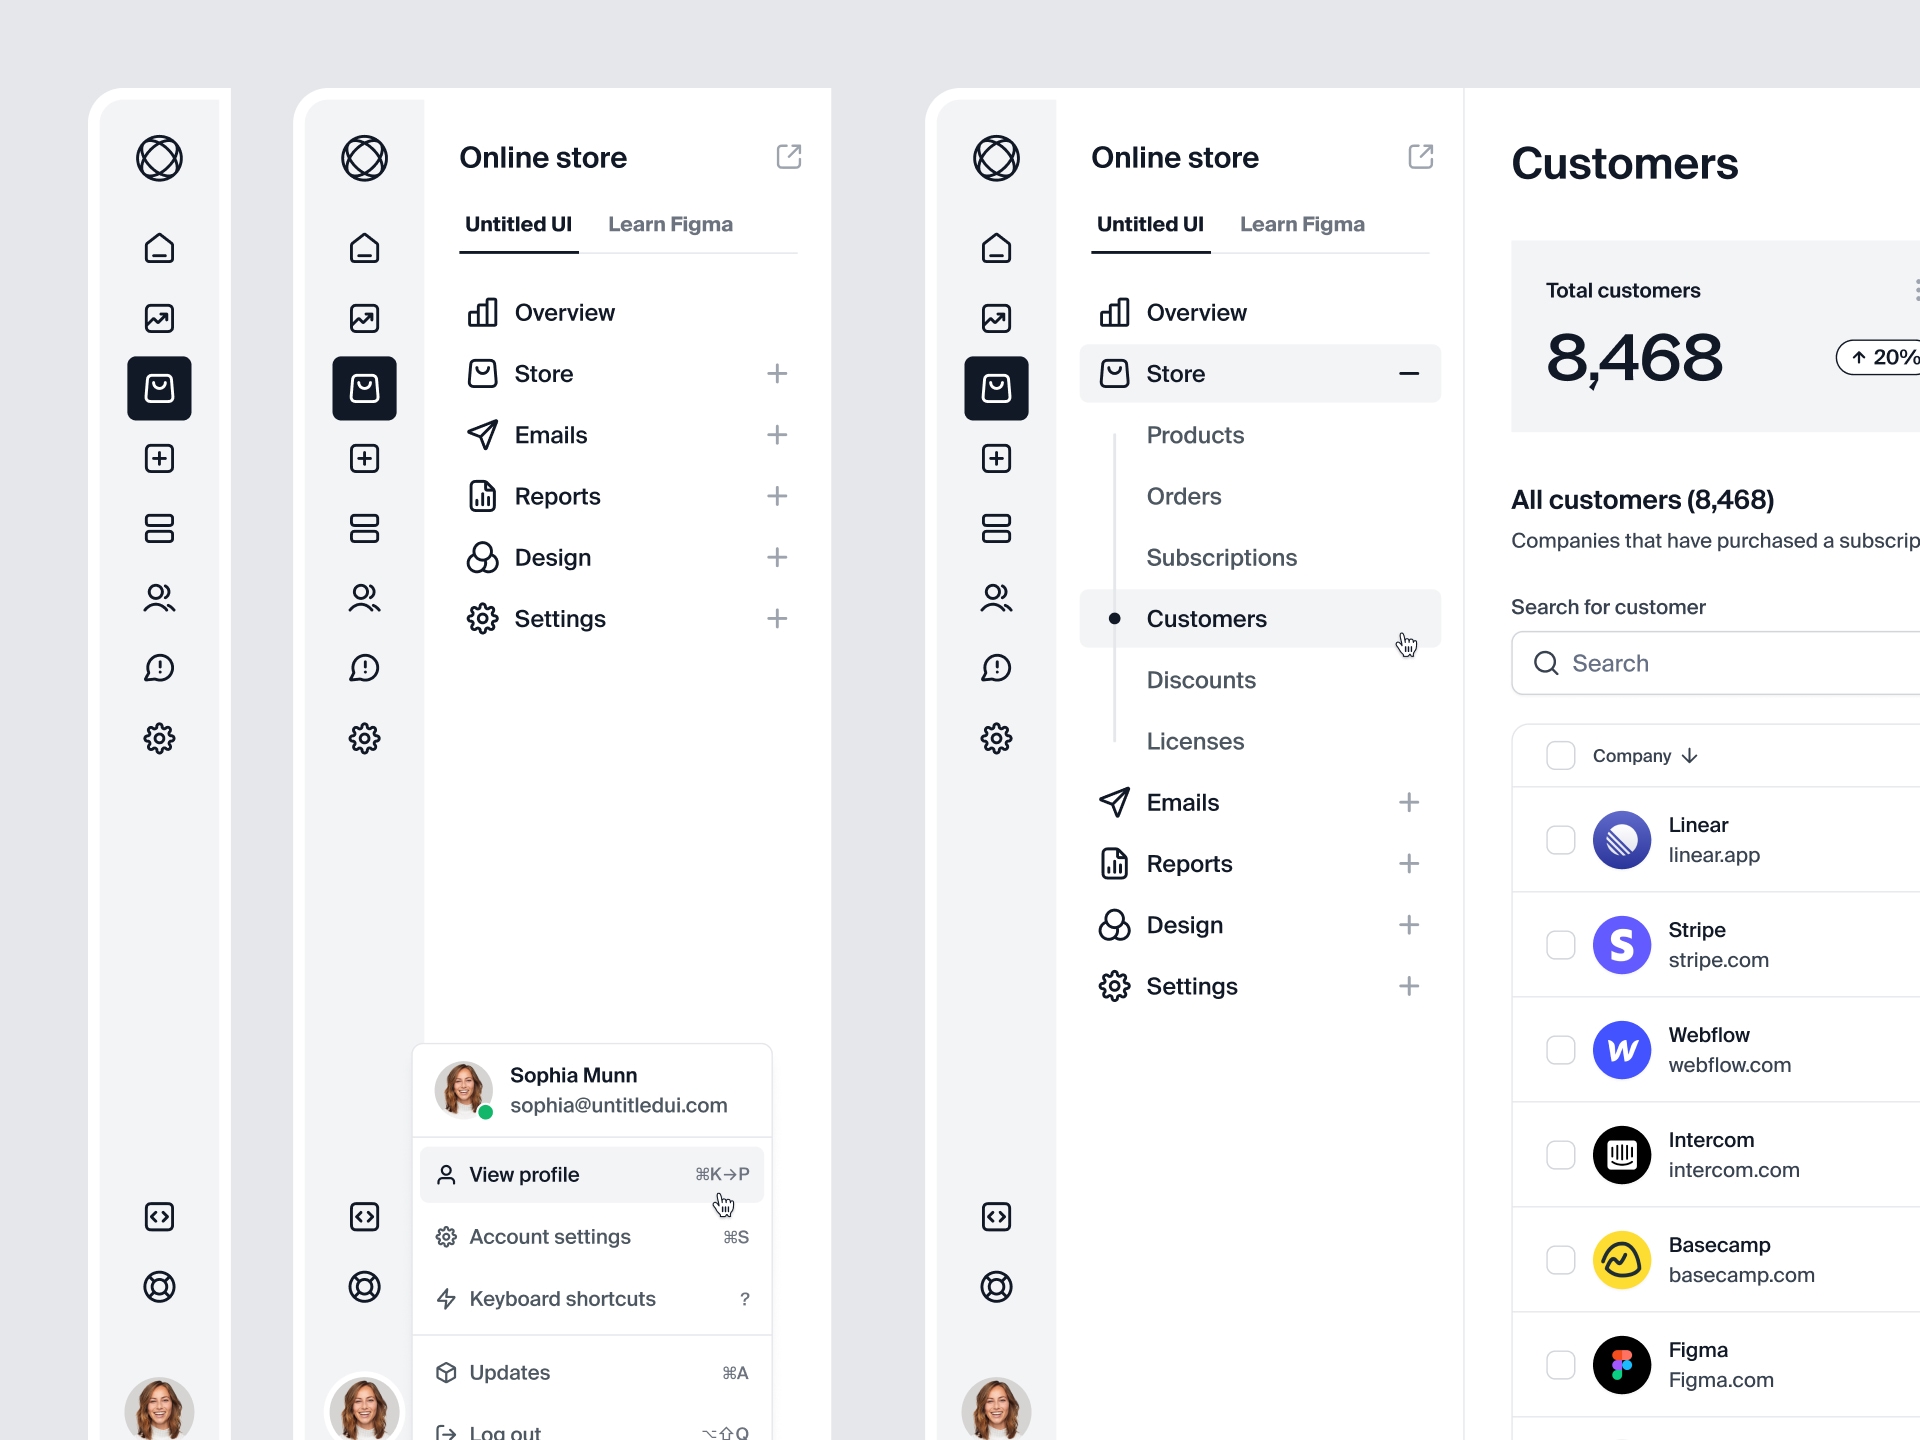 Online store
Untitled UI
Learn Figma
Overview
Store
Emails
Reports
Design
Settings
Sophia Munn
sophia@untitledui.com
View profile ⌘K→P
Account settings ⌘S
Keyboard shortcuts ?
Updates ⌘A
Log out ⌥⇧Q
Online store
Untitled UI
Learn Figma
Overview
Store
Products
Orders
Subscriptions
Customers
Discounts
Licenses
Emails
Reports
Design
Settings
Customers
Total customers
8,468
↑ 20%
All customers (8,468)
Companies that have purchased a subscrip
Search for customer
Search
Company ↓
Linear
linear.app
Stripe
stripe.com
Webflow
webflow.com
Intercom
intercom.com
Basecamp
basecamp.com
Figma
Figma.com